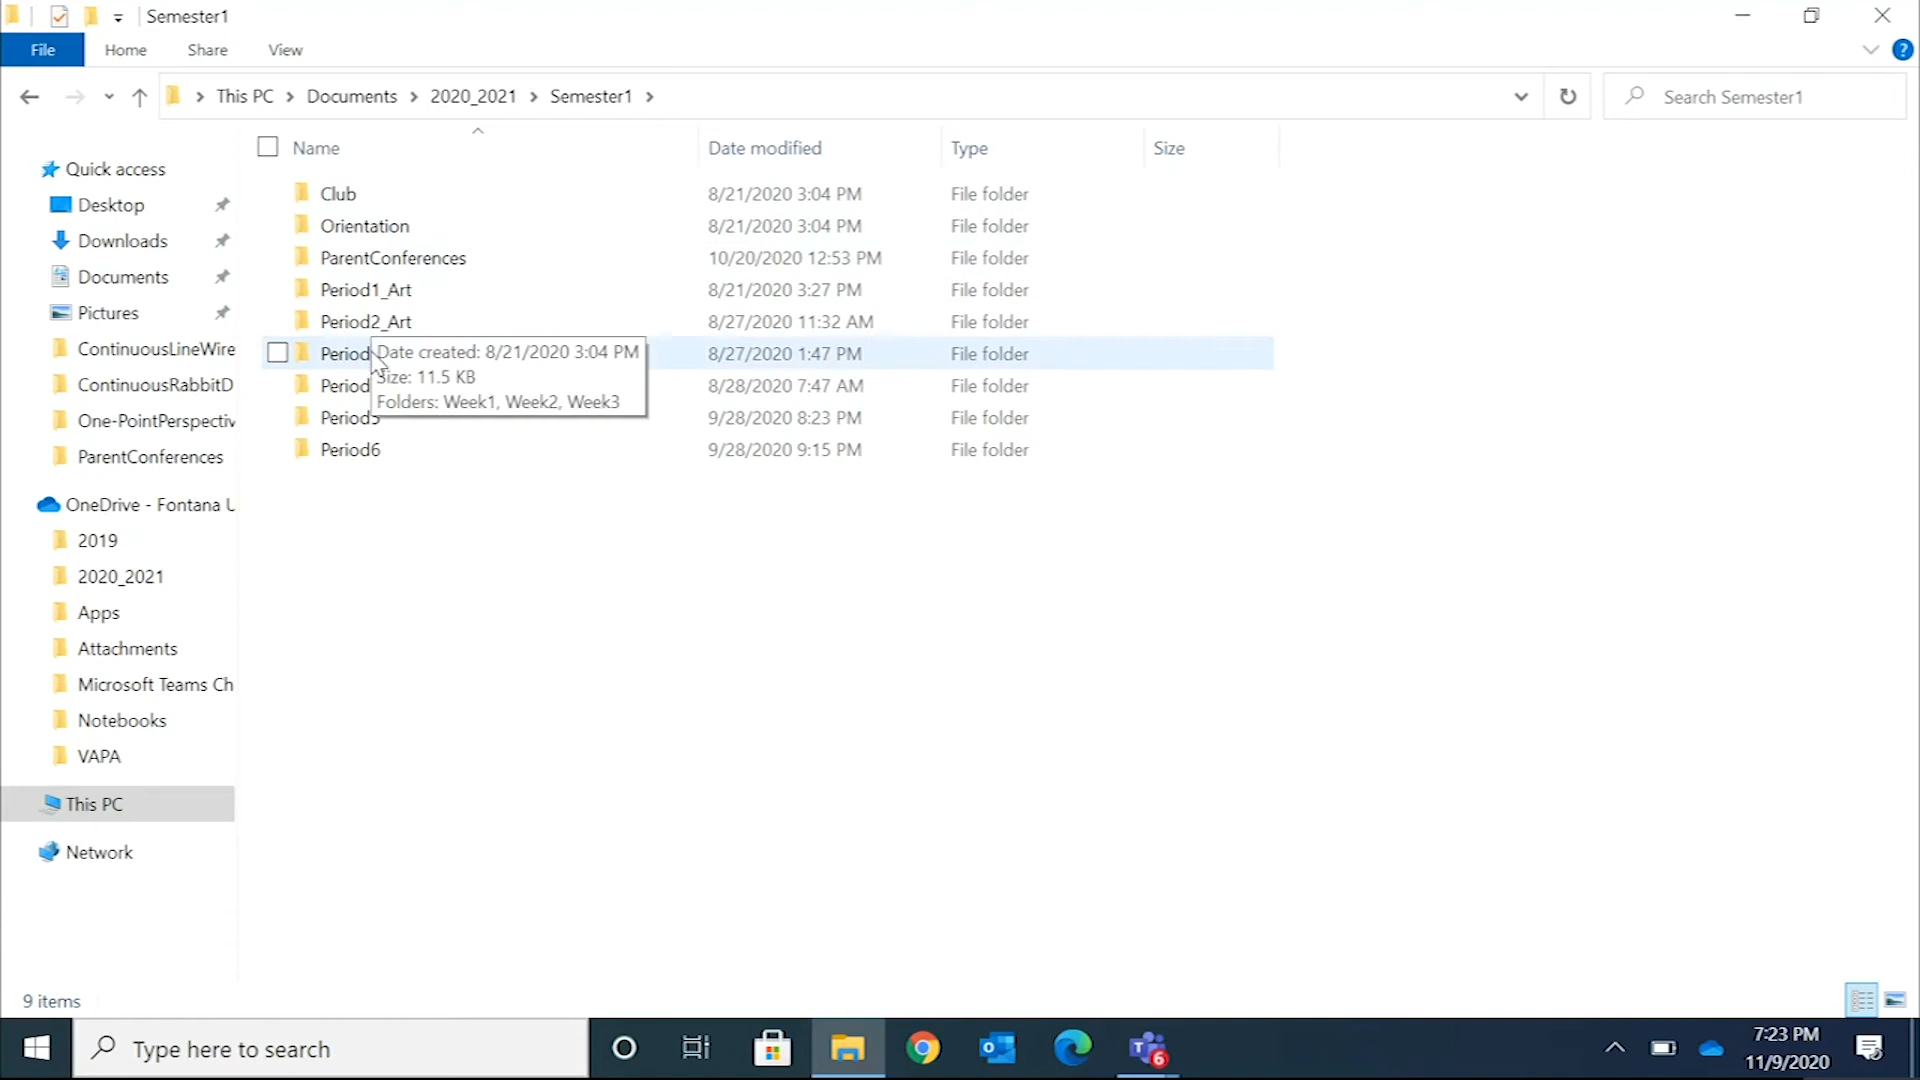 Semester1
File Home Share View
This PC Documents 2020_2021 Semester1
Search Semester1
Name Date modified Type Size
Quick access
Desktop
Downloads
Documents
Pictures
ContinuousLineWire
ContinuousRabbitD
One-PointPerspectiv
ParentConferences
OneDrive - Fontana U
2019
2020_2021
Apps
Attachments
Microsoft Teams Ch
Notebooks
VAPA
This PC
Network
Club 8/21/2020 3:04 PM File folder
Orientation 8/21/2020 3:04 PM File folder
ParentConferences 10/20/2020 12:53 PM File folder
Period1_Art 8/21/2020 3:27 PM File folder
Period2_Art 8/27/2020 11:32 AM File folder
Period 8/27/2020 1:47 PM File folder
Period 8/28/2020 7:47 AM File folder
Period5 9/28/2020 8:23 PM File folder
Period6 9/28/2020 9:15 PM File folder
Date created: 8/21/2020 3:04 PM
Size: 11.5 KB
Folders: Week1, Week2, Week3
9 items
Type here to search
6
7:23 PM
11/9/2020